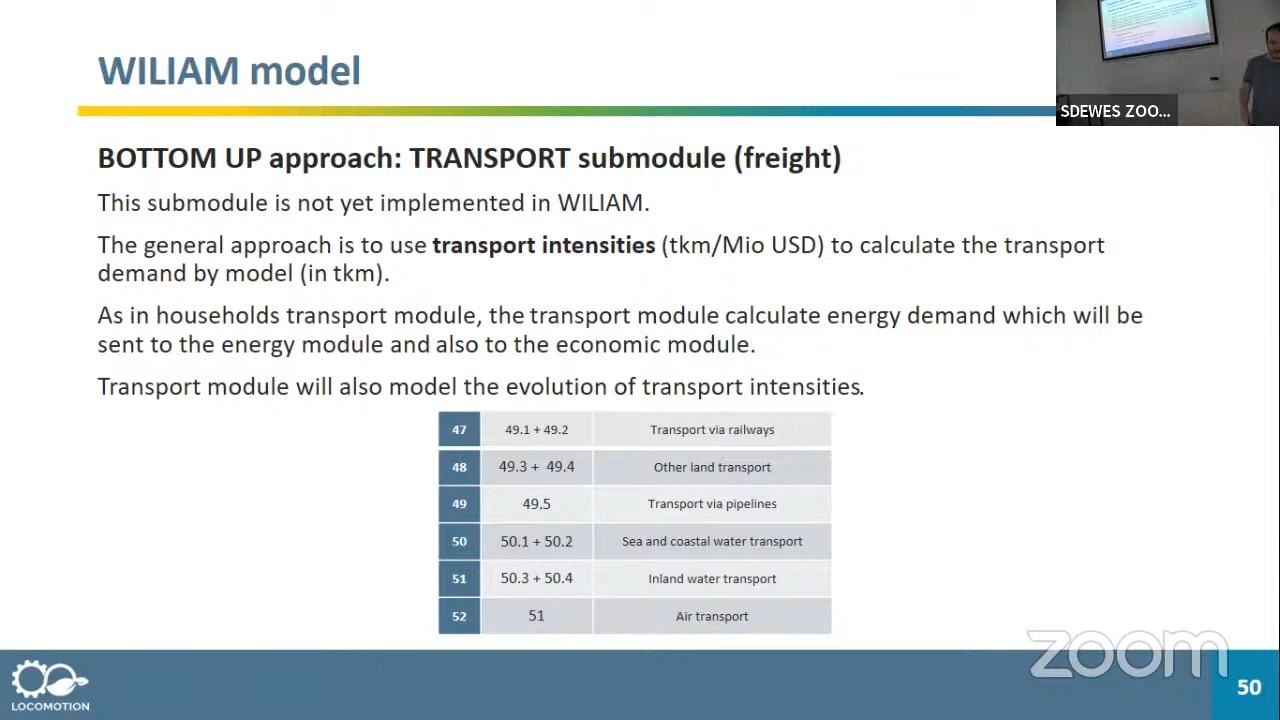 WILIAM model
SDEWES ZOO...
BOTTOM UP approach: TRANSPORT submodule (freight)
This submodule is not yet implemented in WILIAM.
The general approach is to use transport intensities (tkm/Mio USD) to calculate the transport
demand by model (in tkm).
As in households transport module, the transport module calculate energy demand which will be
sent to the energy module and also to the economic module.
Transport module will also model the evolution of transport intensities.
47 49.1 + 49.2 Transport via railways
48 49.3 + 49.4 Other land transport
49 49.5 Transport via pipelines
50 50.1 + 50.2 Sea and coastal water transport
51 50.3 + 50.4 Inland water transport
52 51 Air transport
zoom
LOCOMOTION
50